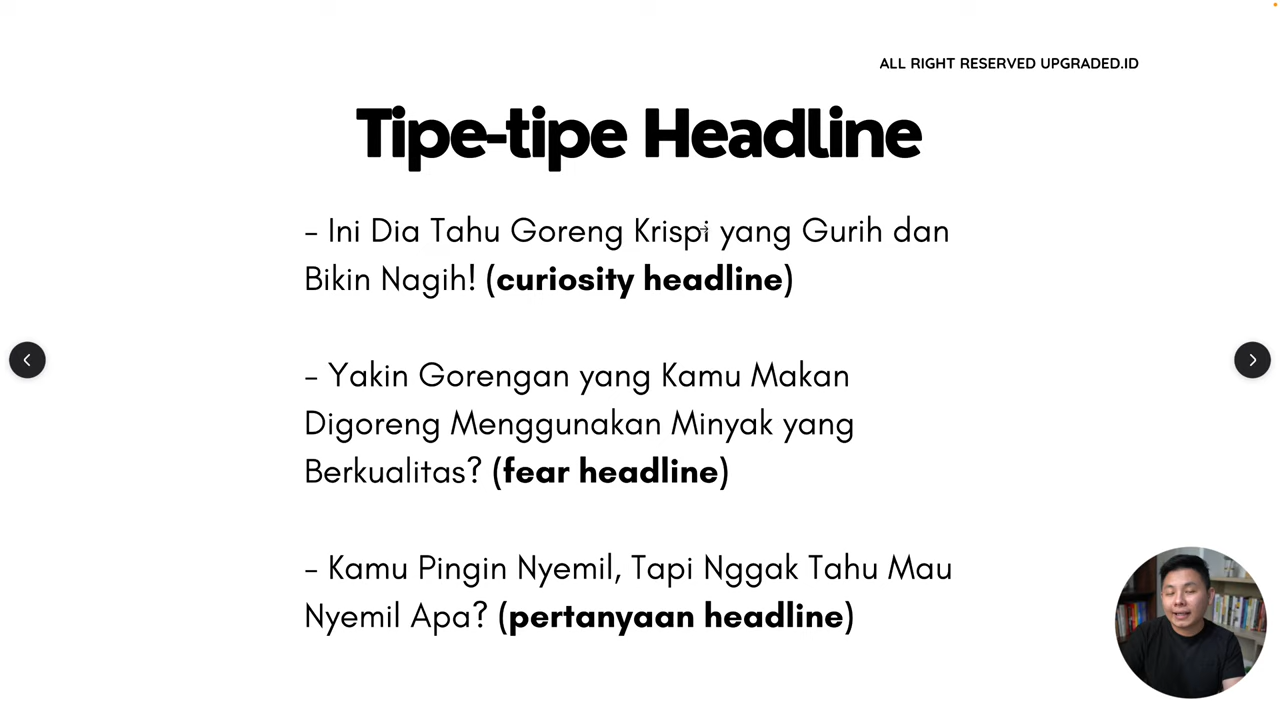 ALL RIGHT RESERVED UPGRADED.ID
Tipe-tipe Headline
- Ini Dia Tahu Goreng Krispi yang Gurih dan
Bikin Nagih! (curiosity headline)
- Yakin Gorengan yang Kamu Makan
Digoreng Menggunakan Minyak yang
Berkualitas? (fear headline)
- Kamu Pingin Nyemil, Tapi Nggak Tahu Mau
Nyemil Apa? (pertanyaan headline)